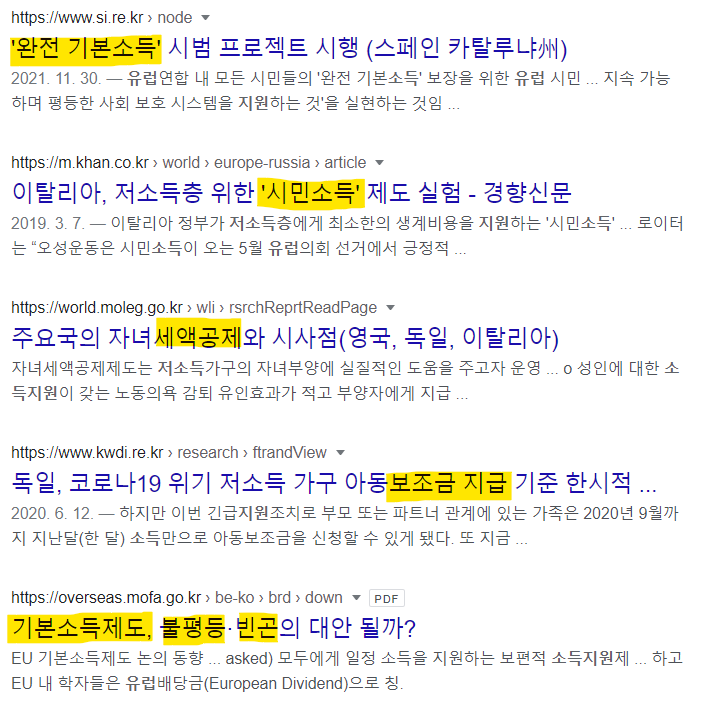 https://www.si.re.kr › node
'완전 기본소득' 시범 프로젝트 시행 (스페인 카탈루냐州)
2021. 11. 30. — 유럽연합 내 모든 시민들의 '완전 기본소득' 보장을 위한 유럽 시민 ... 지속 가능
하며 평등한 사회 보호 시스템을 지원하는 것'을 실현하는 것임 ...
https://m.khan.co.kr › world › europe-russia › article
이탈리아, 저소득층 위한 '시민소득' 제도 실험 - 경향신문
2019. 3. 7. — 이탈리아 정부가 저소득층에게 최소한의 생계비용을 지원하는 '시민소득' ... 로이터
는 “오성운동은 시민소득이 오는 5월 유럽의회 선거에서 긍정적 ...
https://world.moleg.go.kr › wli › rsrchReprtReadPage
주요국의 자녀세액공제와 시사점(영국, 독일, 이탈리아)
자녀세액공제제도는 저소득가구의 자녀부양에 실질적인 도움을 주고자 운영 ... o 성인에 대한 소
득지원이 갖는 노동의욕 감퇴 유인효과가 적고 부양자에게 지급 ...
https://www.kwdi.re.kr › research › ftrandView
독일, 코로나19 위기 저소득 가구 아동보조금 지급 기준 한시적 ...
2020. 6. 12. — 하지만 이번 긴급지원조치로 부모 또는 파트너 관계에 있는 가족은 2020년 9월까
지 지난달(한 달) 소득만으로 아동보조금을 신청할 수 있게 됐다. 또 지금 ...
https://overseas.mofa.go.kr › be-ko › brd › down PDF
기본소득제도, 불평등·빈곤의 대안 될까?
EU 기본소득제도 논의 동향 ... asked) 모두에게 일정 소득을 지원하는 보편적 소득지원제 ... 하고
EU 내 학자들은 유럽배당금(European Dividend)으로 칭.